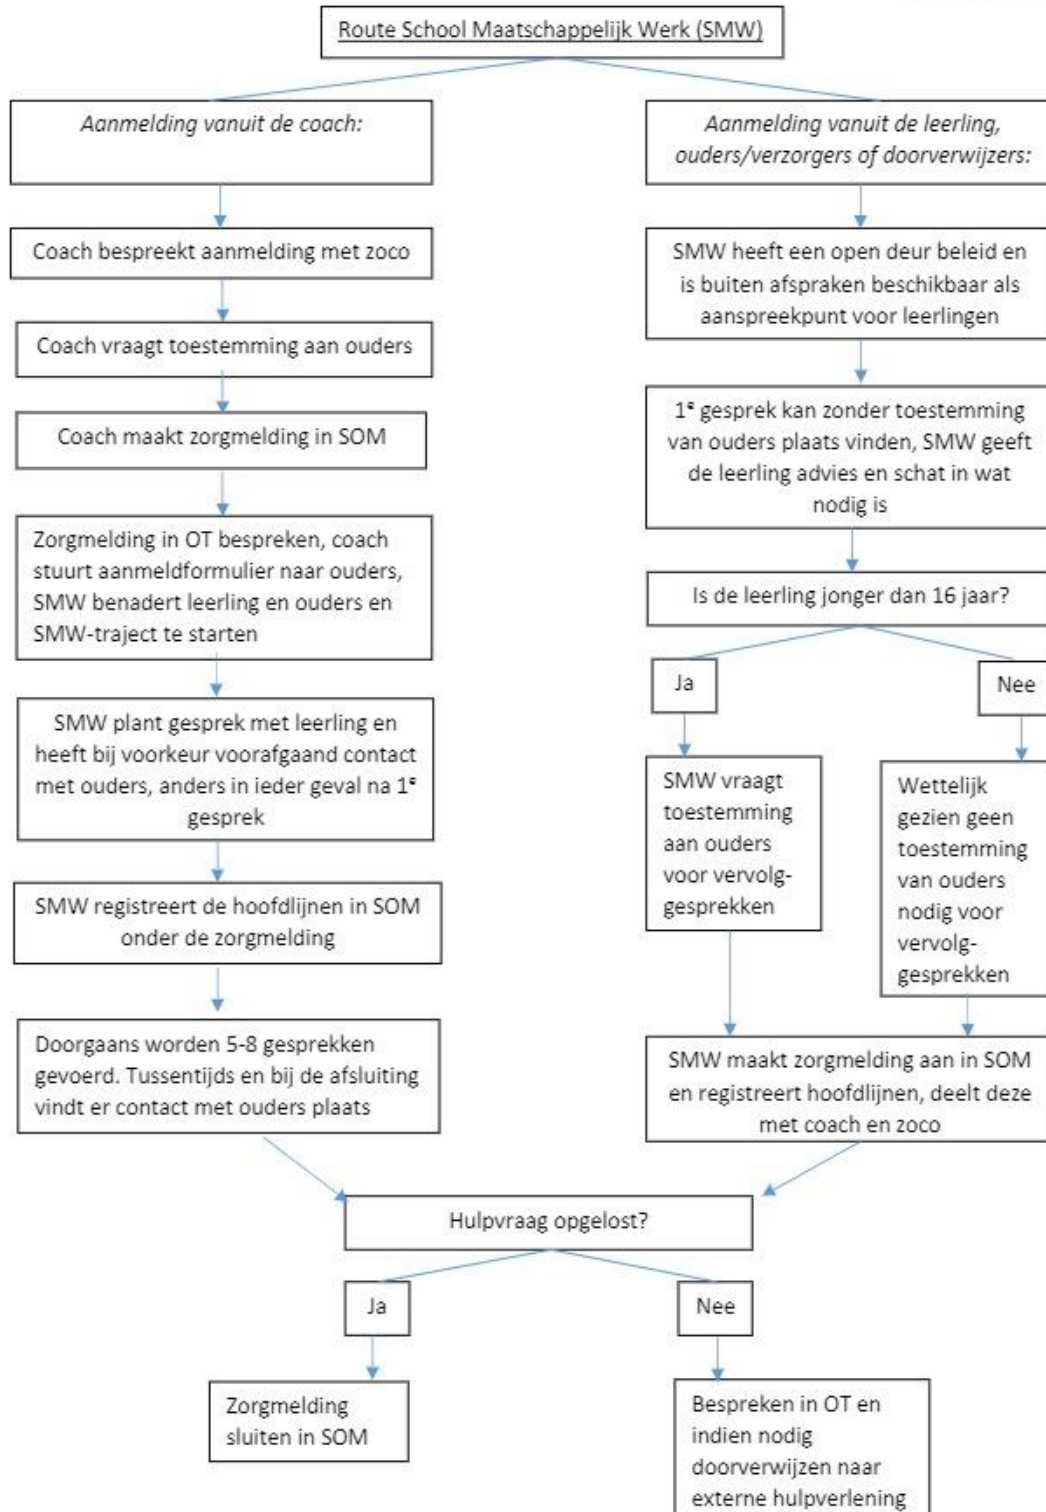 Route School Maatschappelijk Werk (SMW)
Aanmelding vanuit de coach:
Coach bespreekt aanmelding met zoco
Coach vraagt toestemming aan ouders
Coach maakt zorgmelding in SOM
Zorgmelding in OT bespreken, coach
stuurt aanmeldformulier naar ouders,
SMW benadert leerling en ouders en
SMW-traject te starten
SMW plant gesprek met leerling en
heeft bij voorkeur voorafgaand contact
met ouders, anders in ieder geval na 1e
gesprek
SMW registreert de hoofdlijnen in SOM
onder de zorgmelding
Doorgaans worden 5-8 gesprekken
gevoerd. Tussentijds en bij de afsluiting
vindt er contact met ouders plaats
Aanmelding vanuit de leerling,
ouders/verzorgers of doorverwijzers:
SMW heeft een open deur beleid en
is buiten afspraken beschikbaar als
aanspreekpunt voor leerlingen
1e gesprek kan zonder toestemming
van ouders plaats vinden, SMW geeft
de leerling advies en schat in wat
nodig is
Is de leerling jonger dan 16 jaar?
Ja
SMW vraagt
toestemming
aan ouders
voor vervolg-
gesprekken
Nee
Wettelijk
gezien geen
toestemming
van ouders
nodig voor
vervolg-
gesprekken
SMW maakt zorgmelding aan in SOM
en registreert hoofdlijnen, deelt deze
met coach en zoco
Hulpvraag opgelost?
Ja
Zorgmelding
sluiten in SOM
Nee
Bespreken in OT en
indien nodig
doorverwijzen naar
externe hulpverlening